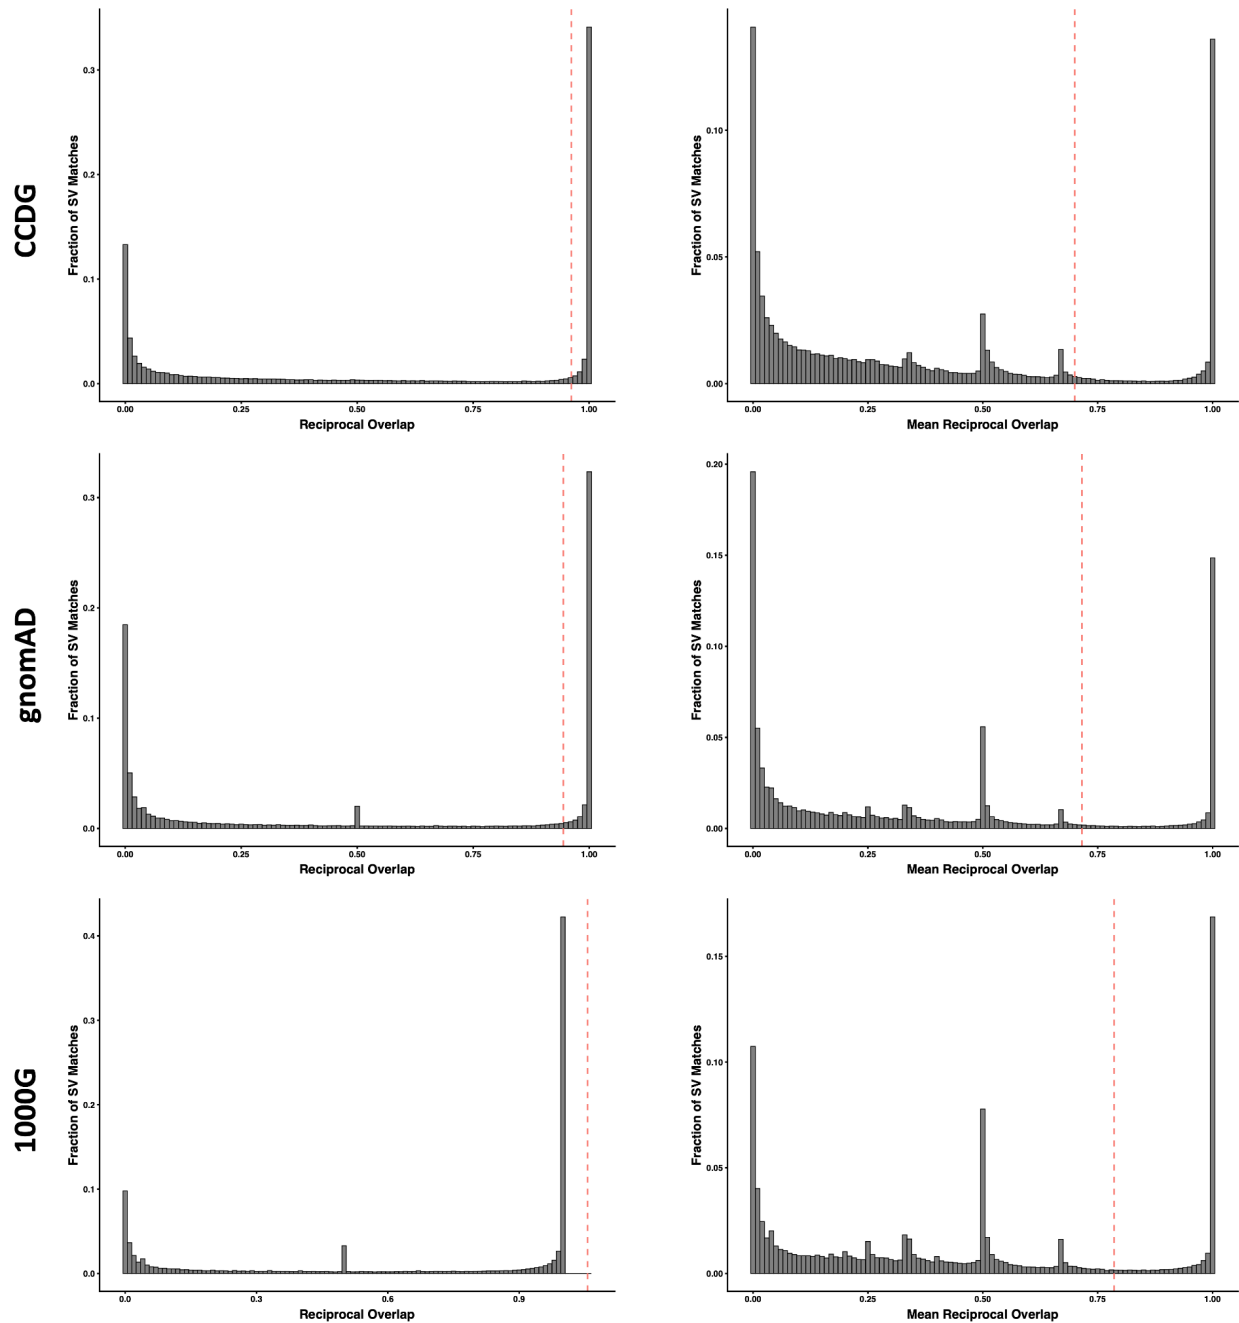 CCDG
Fraction of SV Matches
0.3
0.2
0.1
0.0
0.00 0.25 0.50 0.75 1.00
Reciprocal Overlap
Fraction of SV Matches
0.10
0.05
0.00
0.00 0.25 0.50 0.75 1.00
Mean Reciprocal Overlap
gnomAD
Fraction of SV Matches
0.3
0.2
0.1
0.0
0.00 0.25 0.50 0.75 1.00
Reciprocal Overlap
Fraction of SV Matches
0.20
0.15
0.10
0.05
0.00
0.00 0.25 0.50 0.75 1.00
Mean Reciprocal Overlap
1000G
Fraction of SV Matches
0.4
0.3
0.2
0.1
0.0
0.0 0.3 0.6 0.9
Reciprocal Overlap
Fraction of SV Matches
0.15
0.10
0.05
0.00
0.00 0.25 0.50 0.75 1.00
Mean Reciprocal Overlap